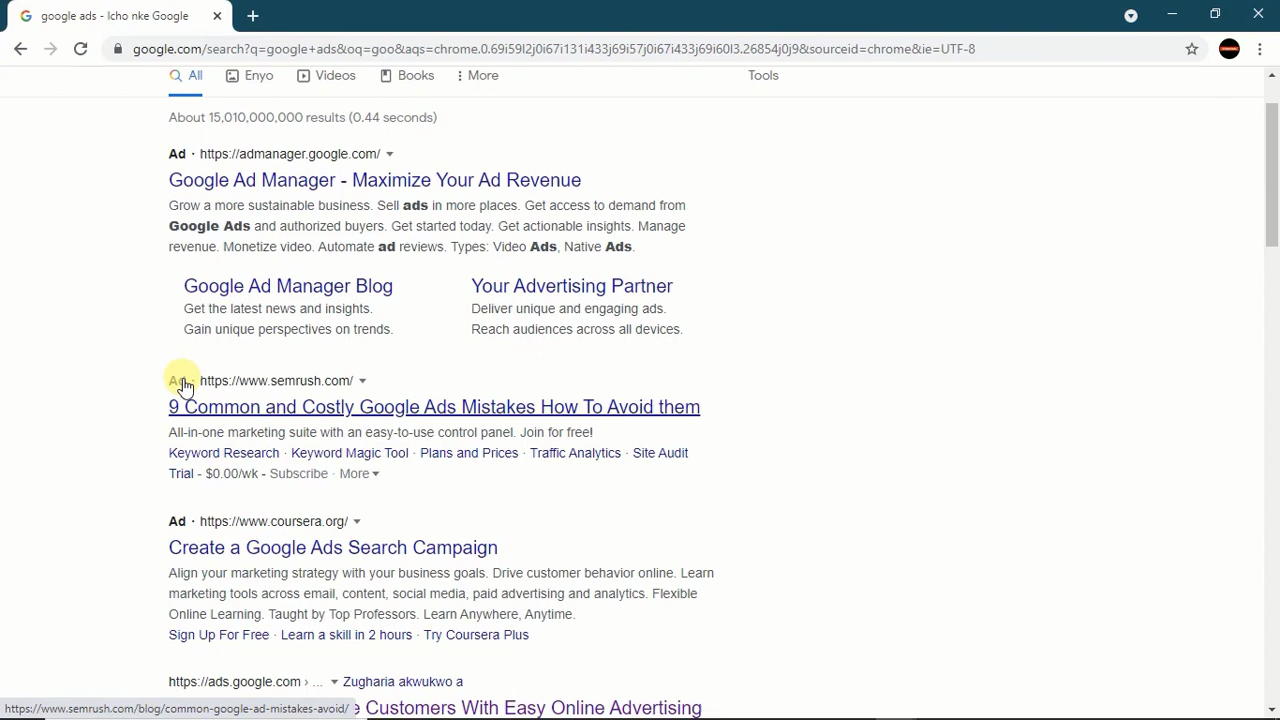 google ads - Icho nke Google
google.com/search?q=google+ads&oq=goo&aqs=chrome.0.69i59l2j0i67i131i433j69i57j0i67i433j69i60l3.26854j0j9&sourceid=chrome&ie=UTF-8
All Enyo Videos Books More Tools
About 15,010,000,000 results (0.44 seconds)
Ad · https://admanager.google.com/
Google Ad Manager - Maximize Your Ad Revenue
Grow a more sustainable business. Sell ads in more places. Get access to demand from
Google Ads and authorized buyers. Get started today. Get actionable insights. Manage
revenue. Monetize video. Automate ad reviews. Types: Video Ads, Native Ads.
Google Ad Manager Blog
Get the latest news and insights.
Gain unique perspectives on trends.
Your Advertising Partner
Deliver unique and engaging ads.
Reach audiences across all devices.
Ad · https://www.semrush.com/
9 Common and Costly Google Ads Mistakes How To Avoid them
All-in-one marketing suite with an easy-to-use control panel. Join for free!
Keyword Research · Keyword Magic Tool · Plans and Prices · Traffic Analytics · Site Audit
Trial - $0.00/wk - Subscribe · More
Ad · https://www.coursera.org/
Create a Google Ads Search Campaign
Align your marketing strategy with your business goals. Drive customer behavior online. Learn
marketing tools across email, content, social media, paid advertising and analytics. Flexible
Online Learning. Taught by Top Professors. Learn Anywhere, Anytime.
Sign Up For Free · Learn a skill in 2 hours · Try Coursera Plus
https://ads.google.com › ... Zugharia akwukwo a
Customers With Easy Online Advertising
https://www.semrush.com/blog/common-google-ad-mistakes-avoid/